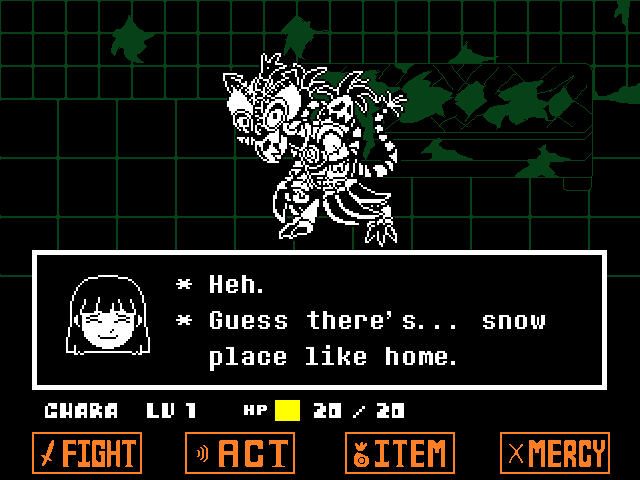 * Heh.
* Guess there's... snow
place like home.
CHARA LV 1 HP 20 / 20
FIGHT ACT ITEM MERCY